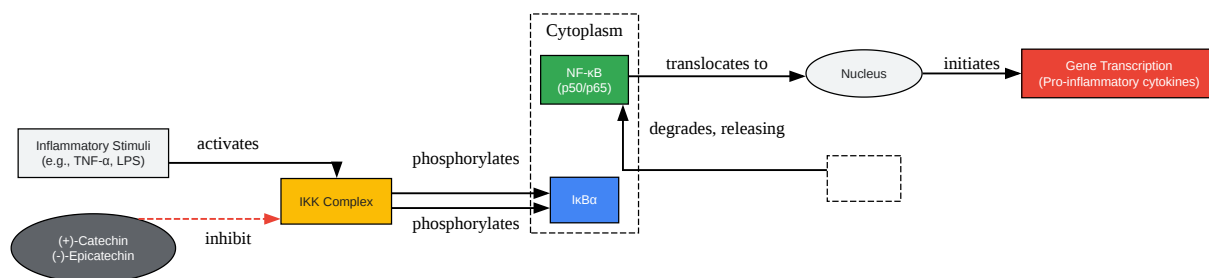 Cytoplasm
NF-κB
(p50/p65)
translocates to
Nucleus
initiates
Gene Transcription
(Pro-inflammatory cytokines)
degrades, releasing
Inflammatory Stimuli
(e.g., TNF-α, LPS)
activates
phosphorylates
IKK Complex
IκBα
phosphorylates
inhibit
(+)-Catechin
(-)-Epicatechin